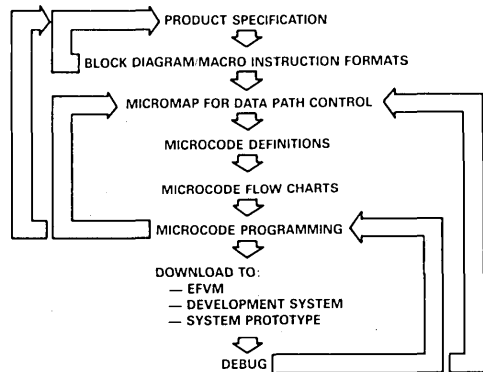 PRODUCT SPECIFICATION
BLOCK DIAGRAM/MACRO INSTRUCTION FORMATS
MICROMAP FOR DATA PATH CONTROL
MICROCODE DEFINITIONS
MICROCODE FLOW CHARTS
MICROCODE PROGRAMMING
DOWNLOAD TO:
— EFVM
— DEVELOPMENT SYSTEM
— SYSTEM PROTOTYPE
DEBUG